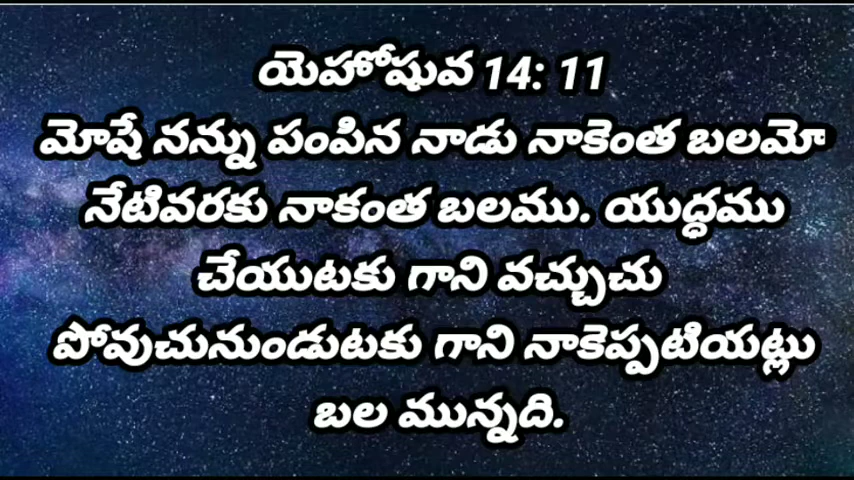 యెహోషువ 14: 11
మోషే నన్ను పంపిన నాడు నాకెంత బలమో
నేటివరకు నాకంత బలము. యుద్ధము
చేయుటకు గాని వచ్చుచు
పోవుచునుండుటకు గాని నాకెప్పటియట్లు
బల మున్నది.